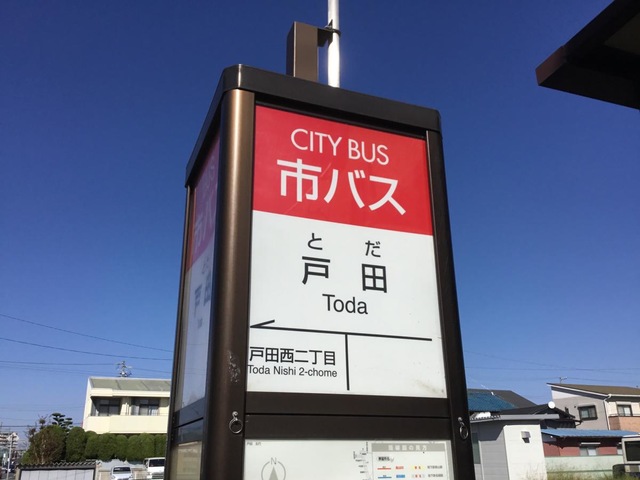 CITY BUS
市バス
とだ
戸田
Toda
戸田西二丁目
Toda Nishi 2-chome
N